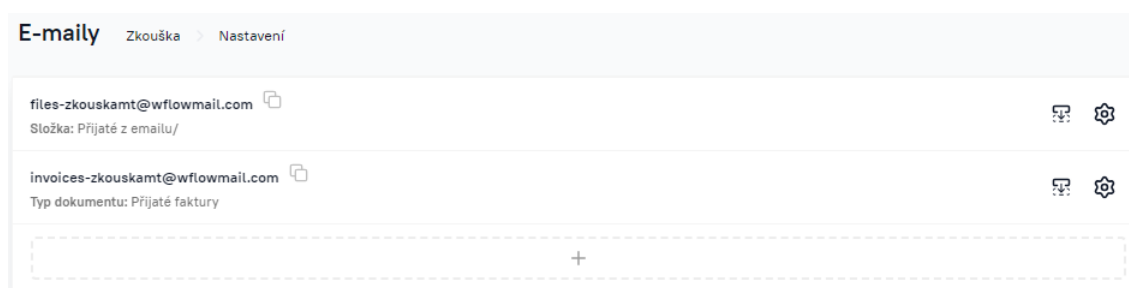 E-maily Zkouška > Nastavení
files-zkouskamt@wflowmail.com
Složka: Přijaté z emailu/
invoices-zkouskamt@wflowmail.com
Typ dokumentu: Přijaté faktury
+